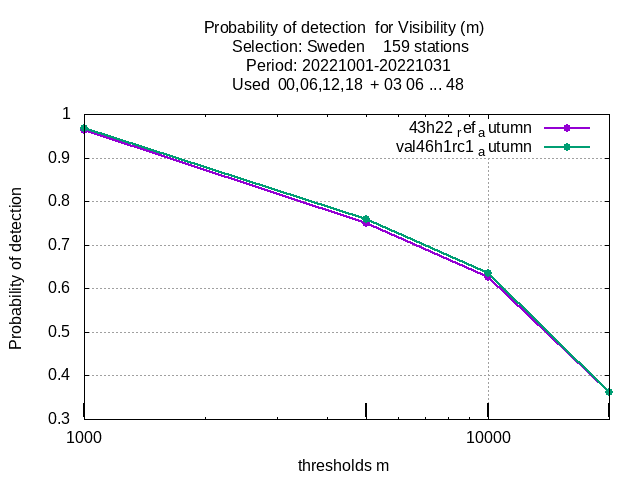 Probability of detection  for Visibility (m)
Selection: Sweden    159 stations
Period: 20221001-20221031
Used  00,06,12,18  + 03 06 ... 48
43h22 ref autumn
val46h1rc1 autumn
1
0.9
0.8
0.7
0.6
0.5
0.4
0.3
Probability of detection
1000
10000
thresholds m